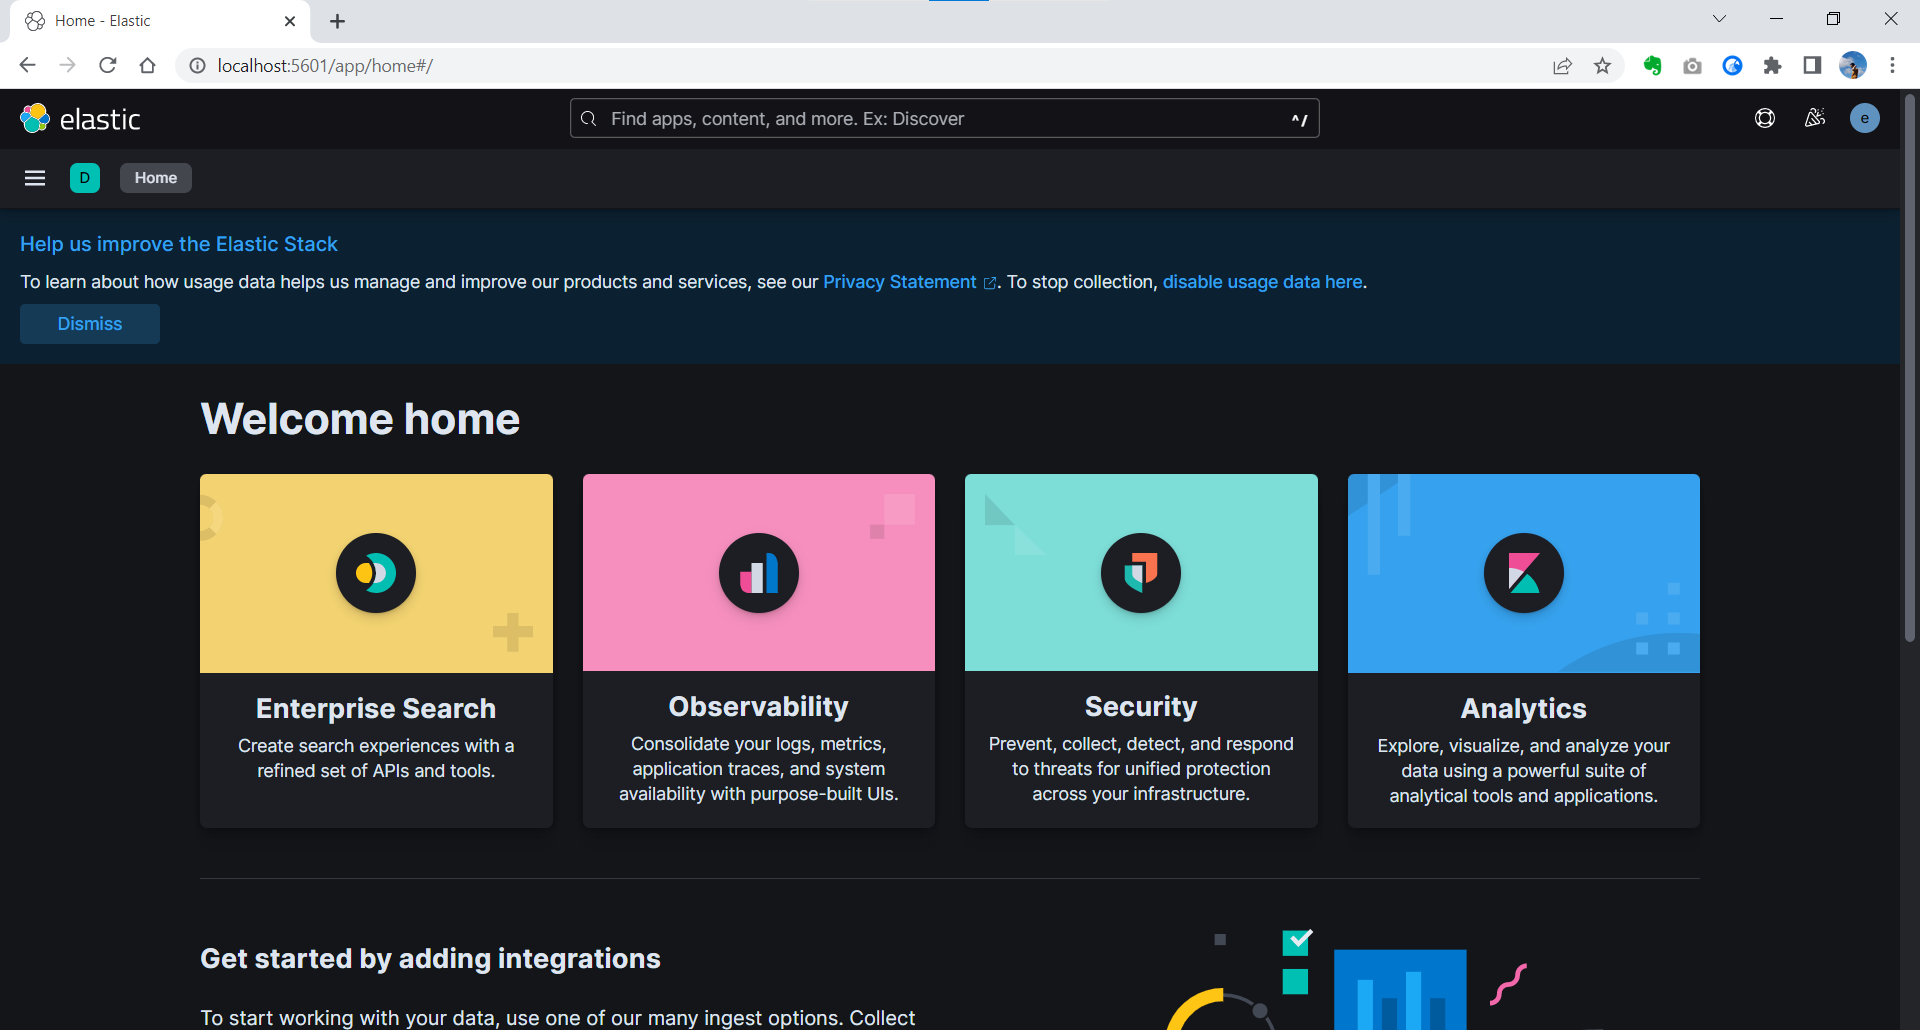 Home - Elastic
localhost:5601/app/home#/
elastic
Find apps, content, and more. Ex: Discover
^/
e
D
Home
Help us improve the Elastic Stack
To learn about how usage data helps us manage and improve our products and services, see our Privacy Statement. To stop collection, disable usage data here.
Dismiss
Welcome home
Enterprise Search
Create search experiences with a
refined set of APIs and tools.
Observability
Consolidate your logs, metrics,
application traces, and system
availability with purpose-built UIs.
Security
Prevent, collect, detect, and respond
to threats for unified protection
across your infrastructure.
Analytics
Explore, visualize, and analyze your
data using a powerful suite of
analytical tools and applications.
Get started by adding integrations
To start working with your data, use one of our many ingest options. Collect